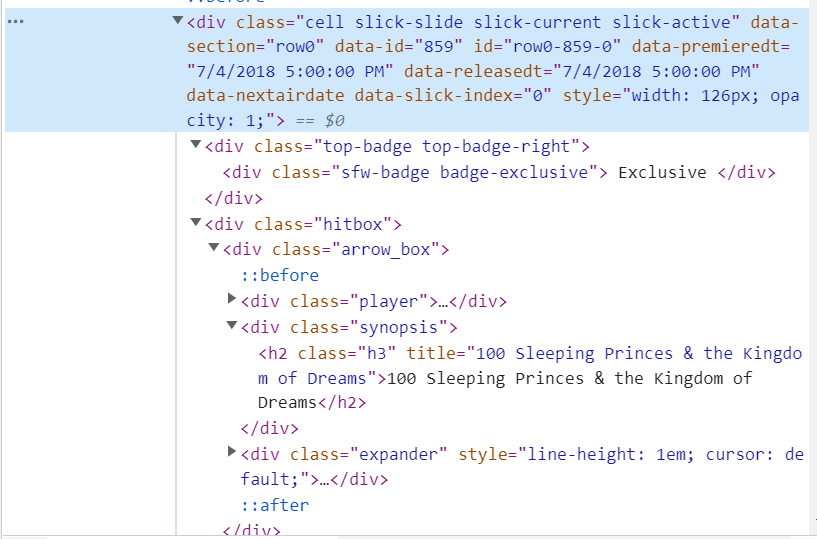 <div class="cell slick-slide slick-current slick-active" data-
section="row0" data-id="859" id="row0-859-0" data-premieredt=
"7/4/2018 5:00:00 PM" data-releasedt="7/4/2018 5:00:00 PM"
data-nextairdate data-slick-index="0" style="width: 126px; opa
city: 1;"> == $0
<div class="top-badge top-badge-right">
<div class="sfw-badge badge-exclusive"> Exclusive </div>
</div>
<div class="hitbox">
<div class="arrow_box">
::before
<div class="player">…</div>
<div class="synopsis">
<h2 class="h3" title="100 Sleeping Princes & the Kingdo
m of Dreams">100 Sleeping Princes & the Kingdom of
Dreams</h2>
</div>
<div class="expander" style="line-height: 1em; cursor: de
fault;">…</div>
::after
</div>